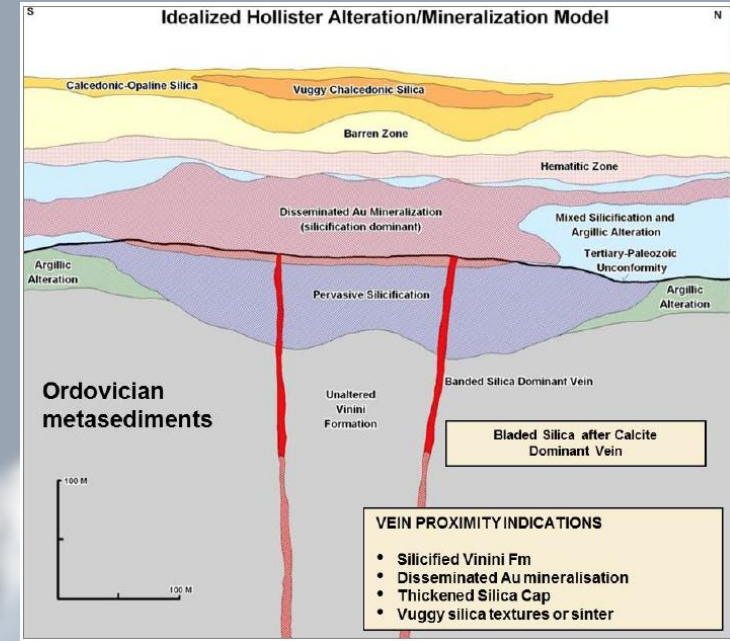 S
Idealized Hollister Alteration/Mineralization Model
N
Calcedonic-Opaline Silica
Vuggy Chalcedonic Silica
Barren Zone
Hematitic Zone
Disseminated Au Mineralization
(silicification dominant)
Mixed Silicification and
Argillic Alteration
Tertiary-Paleozoic
Unconformity
Argillic
Alteration
Pervasive Silicification
Argillic
Alteration
Ordovician
metasediments
Unaltered
Vinini
Formation
Banded Silica Dominant Vein
Bladed Silica after Calcite
Dominant Vein
100 M
100 M
VEIN PROXIMITY INDICATIONS
• Silicified Vinini Fm
• Disseminated Au mineralisation
• Thickened Silica Cap
• Vuggy silica textures or sinter